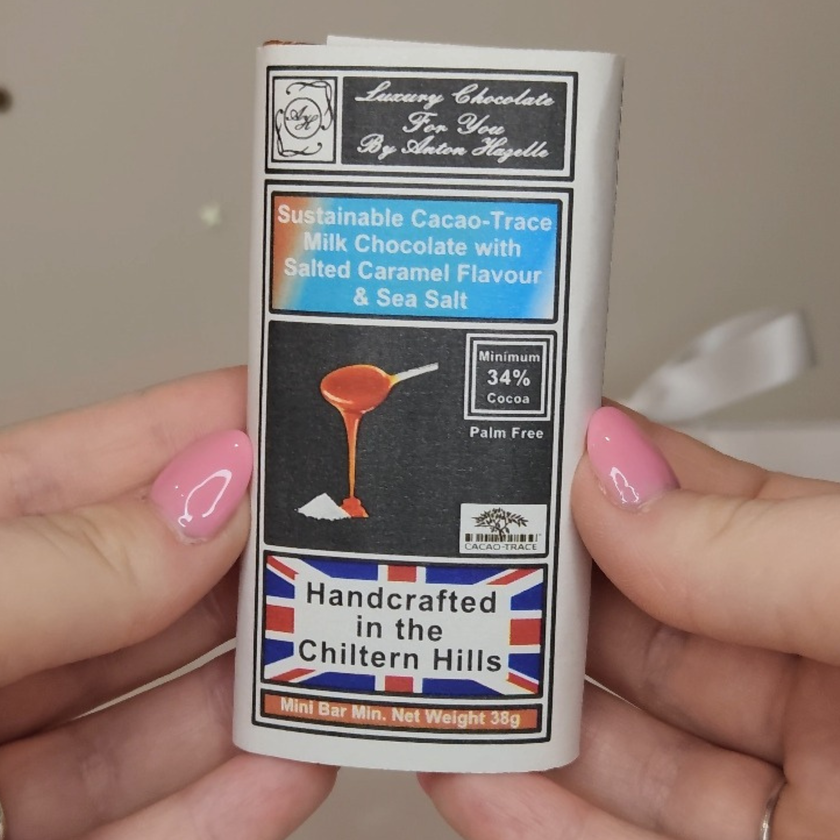 AH
Luxury Chocolate
For You
By Anton Hazelle
Sustainable Cacao-Trace
Milk Chocolate with
Salted Caramel Flavour
& Sea Salt
Minimum
34%
Cocoa
Palm Free
CACAO-TRACE
Handcrafted
in the
Chiltern Hills
Mini Bar Min. Net Weight 38g